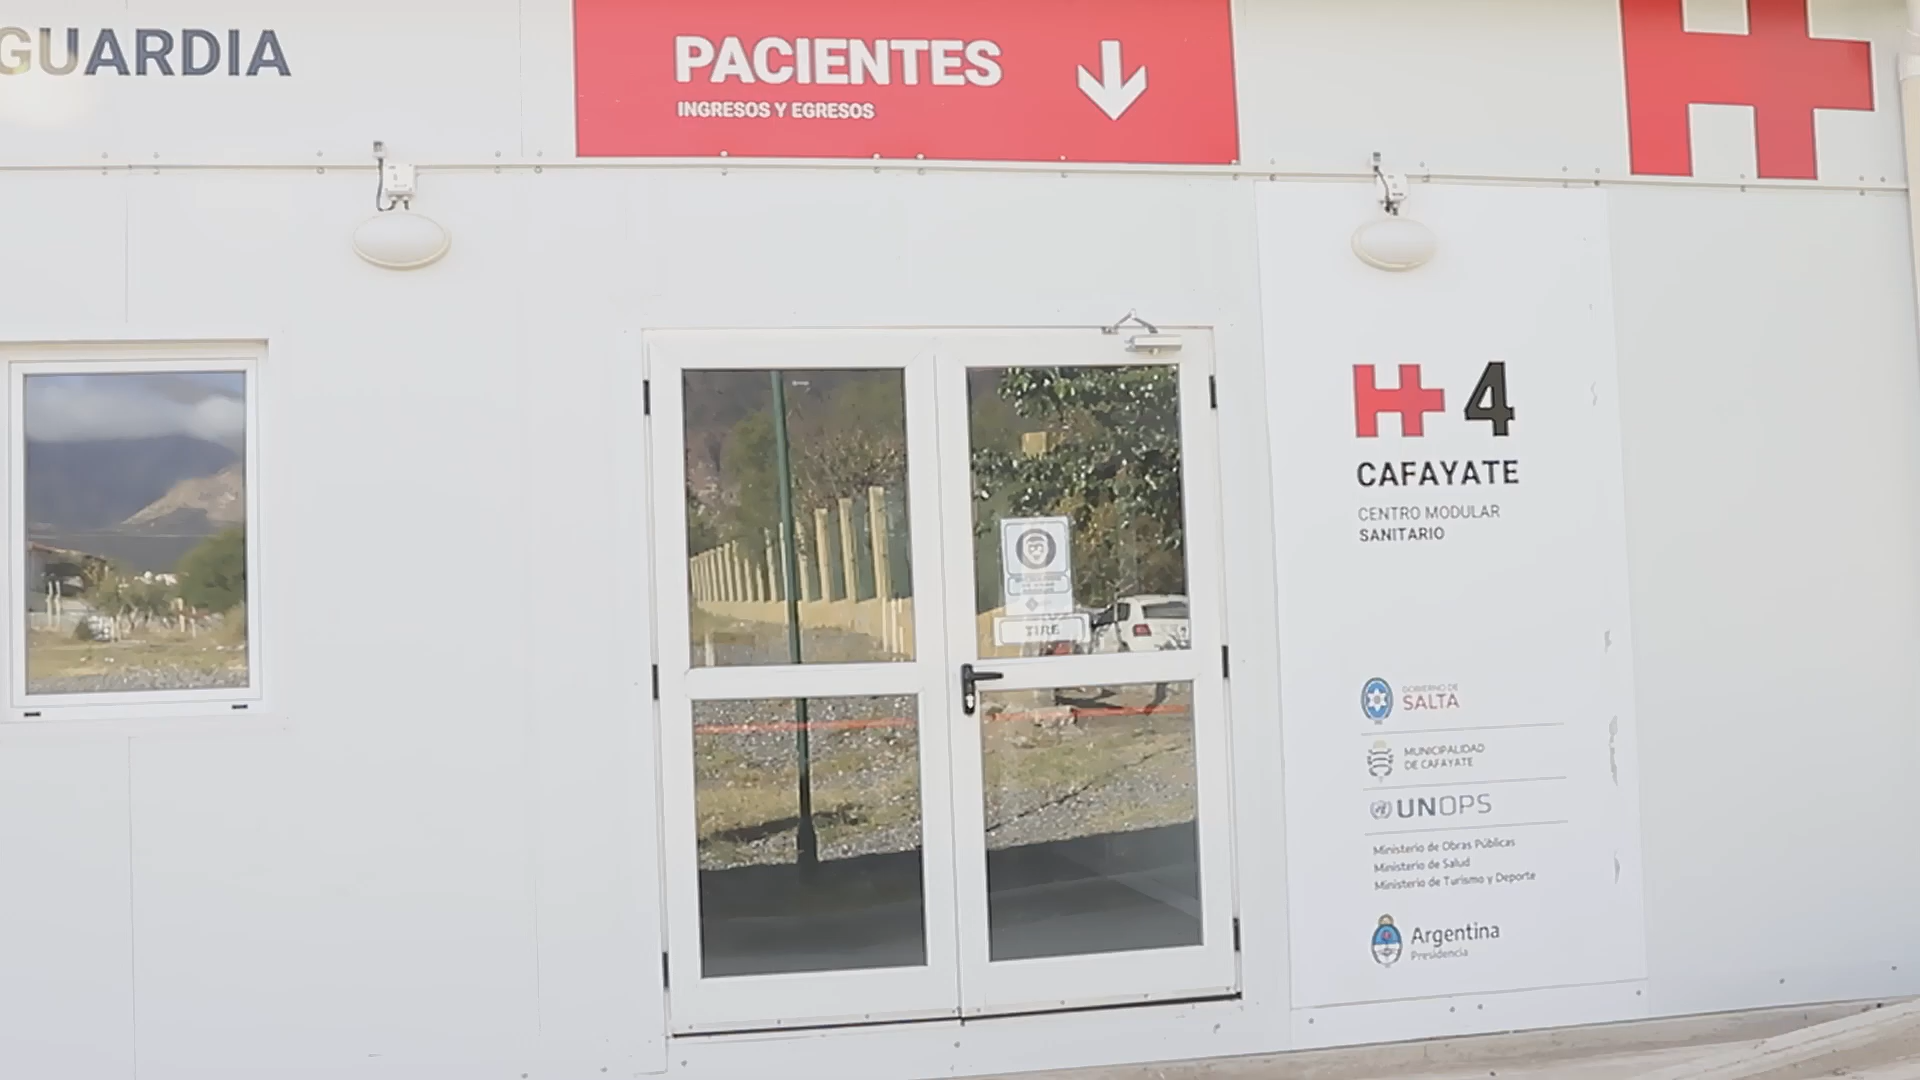 GUARDIA
PACIENTES
INGRESOS Y EGRESOS
H 4
CAFAYATE
CENTRO MODULAR
SANITARIO
TIRE
GOBIERNO DE
SALTA
MUNICIPALIDAD
DE CAFAYATE
UNOPS
Ministerio de Obras Públicas
Ministerio de Salud
Ministerio de Turismo y Deporte
Argentina
Presidencia